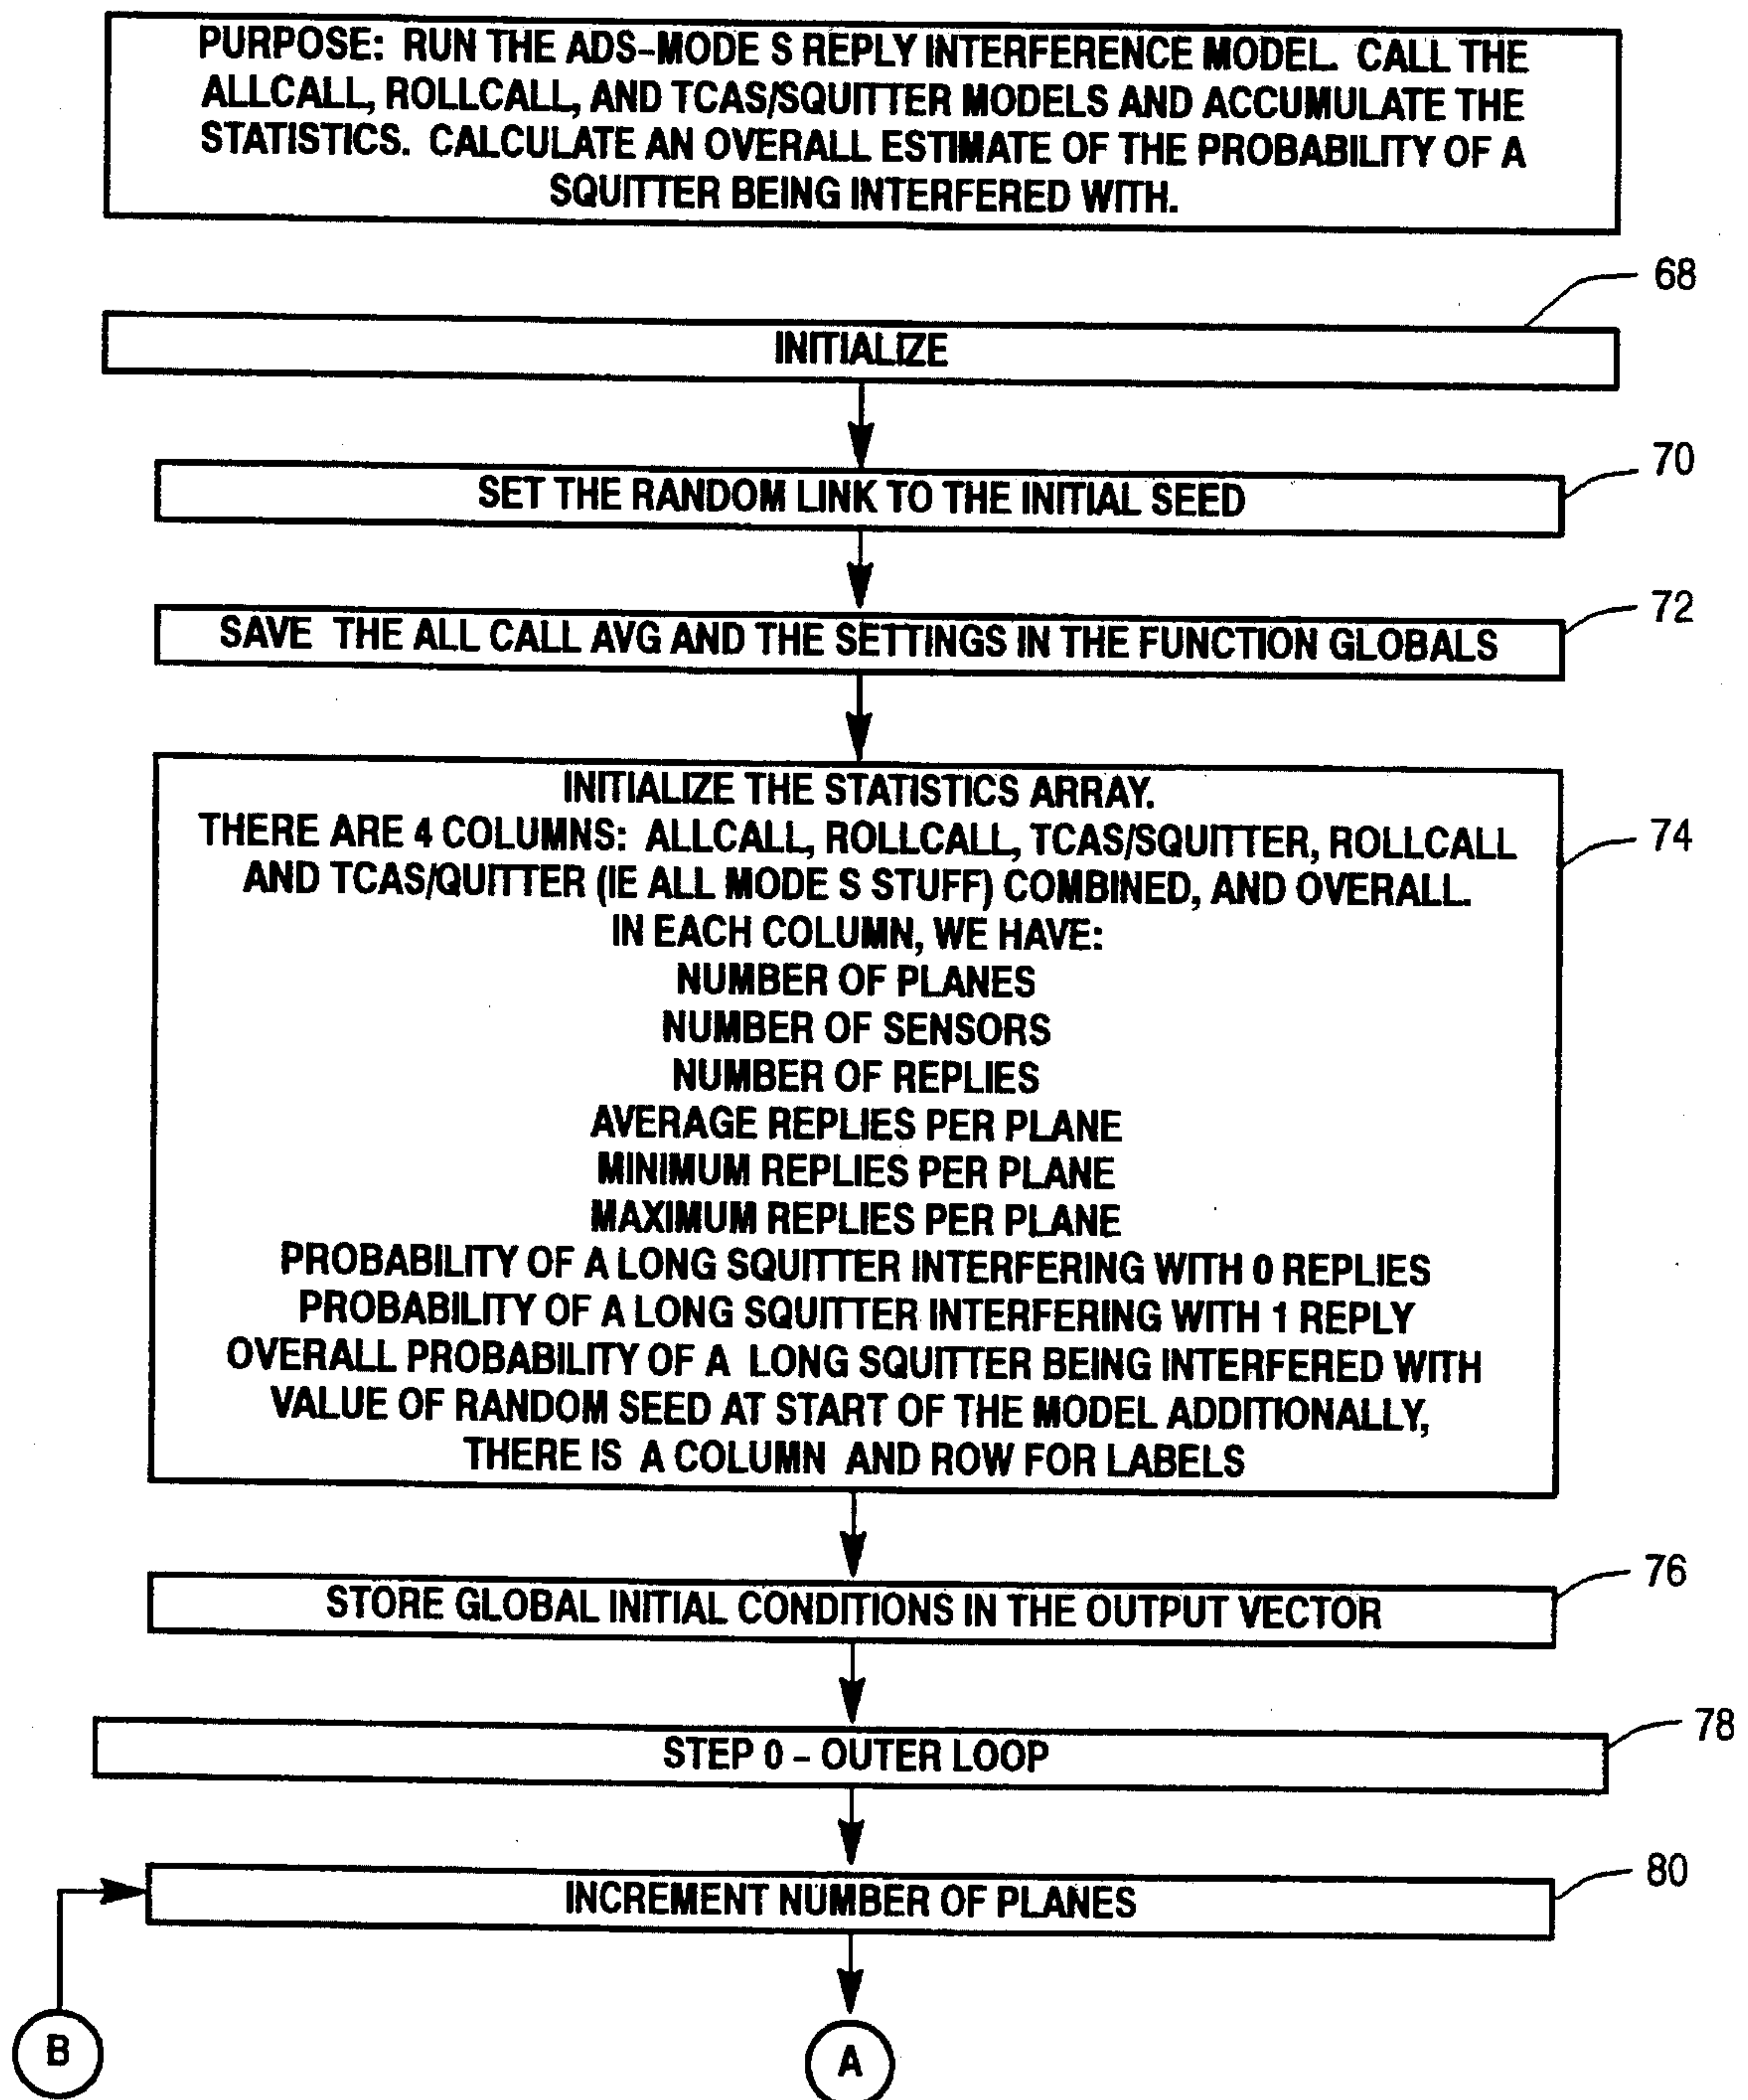 PURPOSE: RUN THE ADS-MODE S REPLY INTERFERENCE MODEL. CALL THE
ALLCALL, ROLLCALL, AND TCAS/SQUITTER MODELS AND ACCUMULATE THE
STATISTICS. CALCULATE AN OVERALL ESTIMATE OF THE PROBABILITY OF A
SQUITTER BEING INTERFERED WITH.
68
INITIALIZE
70
SET THE RANDOM LINK TO THE INITIAL SEED
72
SAVE THE ALL CALL AVG AND THE SETTINGS IN THE FUNCTION GLOBALS
INITIALIZE THE STATISTICS ARRAY.
THERE ARE 4 COLUMNS: ALLCALL, ROLLCALL, TCAS/SQUITTER, ROLLCALL
74
AND TCAS/QUITTER (IE ALL MODE S STUFF) COMBINED, AND OVERALL.
IN EACH COLUMN, WE HAVE:
NUMBER OF PLANES
NUMBER OF SENSORS
NUMBER OF REPLIES
AVERAGE REPLIES PER PLANE
MINIMUM REPLIES PER PLANE
MAXIMUM REPLIES PER PLANE
PROBABILITY OF A LONG SQUITTER INTERFERING WITH 0 REPLIES
PROBABILITY OF A LONG SQUITTER INTERFERING WITH 1 REPLY
OVERALL PROBABILITY OF A LONG SQUITTER BEING INTERFERED WITH
VALUE OF RANDOM SEED AT START OF THE MODEL ADDITIONALLY,
THERE IS A COLUMN AND ROW FOR LABELS
76
STORE GLOBAL INITIAL CONDITIONS IN THE OUTPUT VECTOR
78
STEP 0 - OUTER LOOP
80
INCREMENT NUMBER OF PLANES
B
A